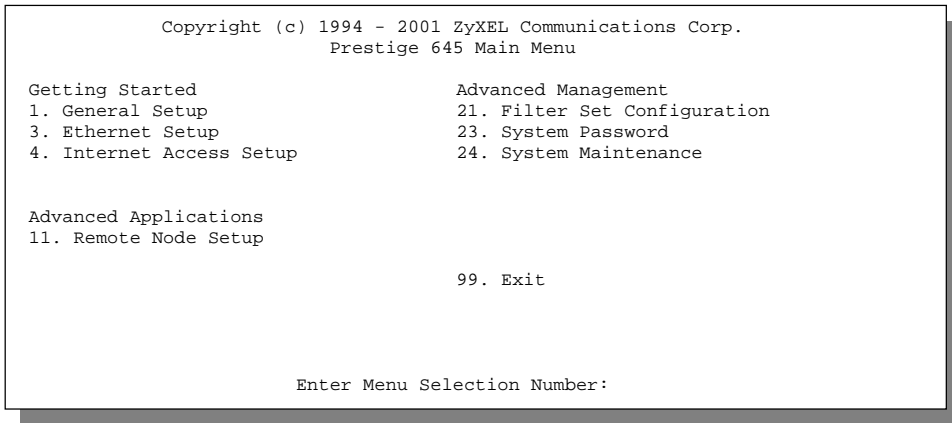 Copyright (c) 1994 - 2001 ZyXEL Communications Corp.
Prestige 645 Main Menu
Getting Started
1. General Setup
3. Ethernet Setup
4. Internet Access Setup
Advanced Applications
11. Remote Node Setup
Advanced Management
21. Filter Set Configuration
23. System Password
24. System Maintenance
99. Exit
Enter Menu Selection Number: